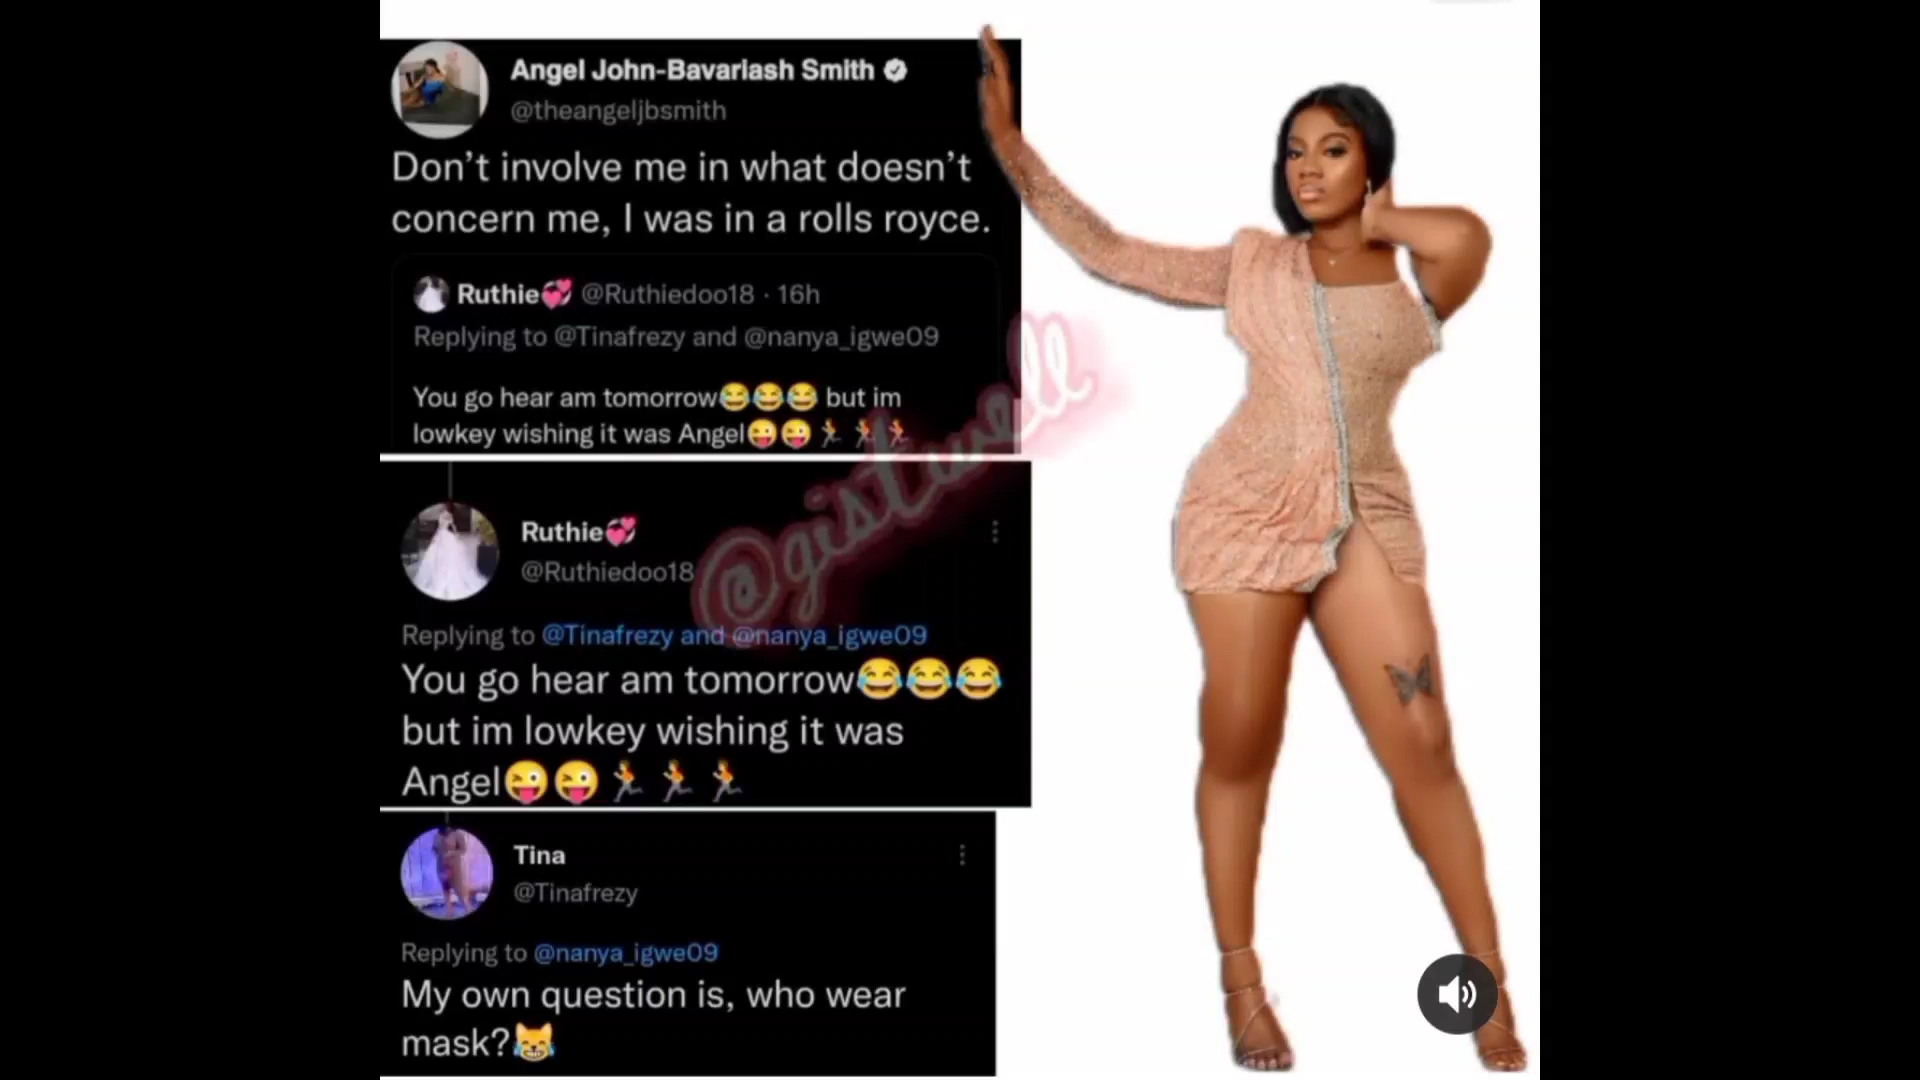 Angel John-Bavariash Smith
@theangeljbsmith
Don’t involve me in what doesn’t
concern me, I was in a rolls royce.
Ruthie💞 @Ruthiedoo18 · 16h
Replying to @Tinafrezy and @nanya_igwe09
You go hear am tomorrow😂😂😂 but im
lowkey wishing it was Angel😜😜🏃🏃🏃
Ruthie💞
@Ruthiedoo18
Replying to @Tinafrezy and @nanya_igwe09
You go hear am tomorrow😂😂😂
but im lowkey wishing it was
Angel😜😜🏃🏃🏃
@gistwell
Tina
@Tinafrezy
Replying to @nanya_igwe09
My own question is, who wear
mask?😹